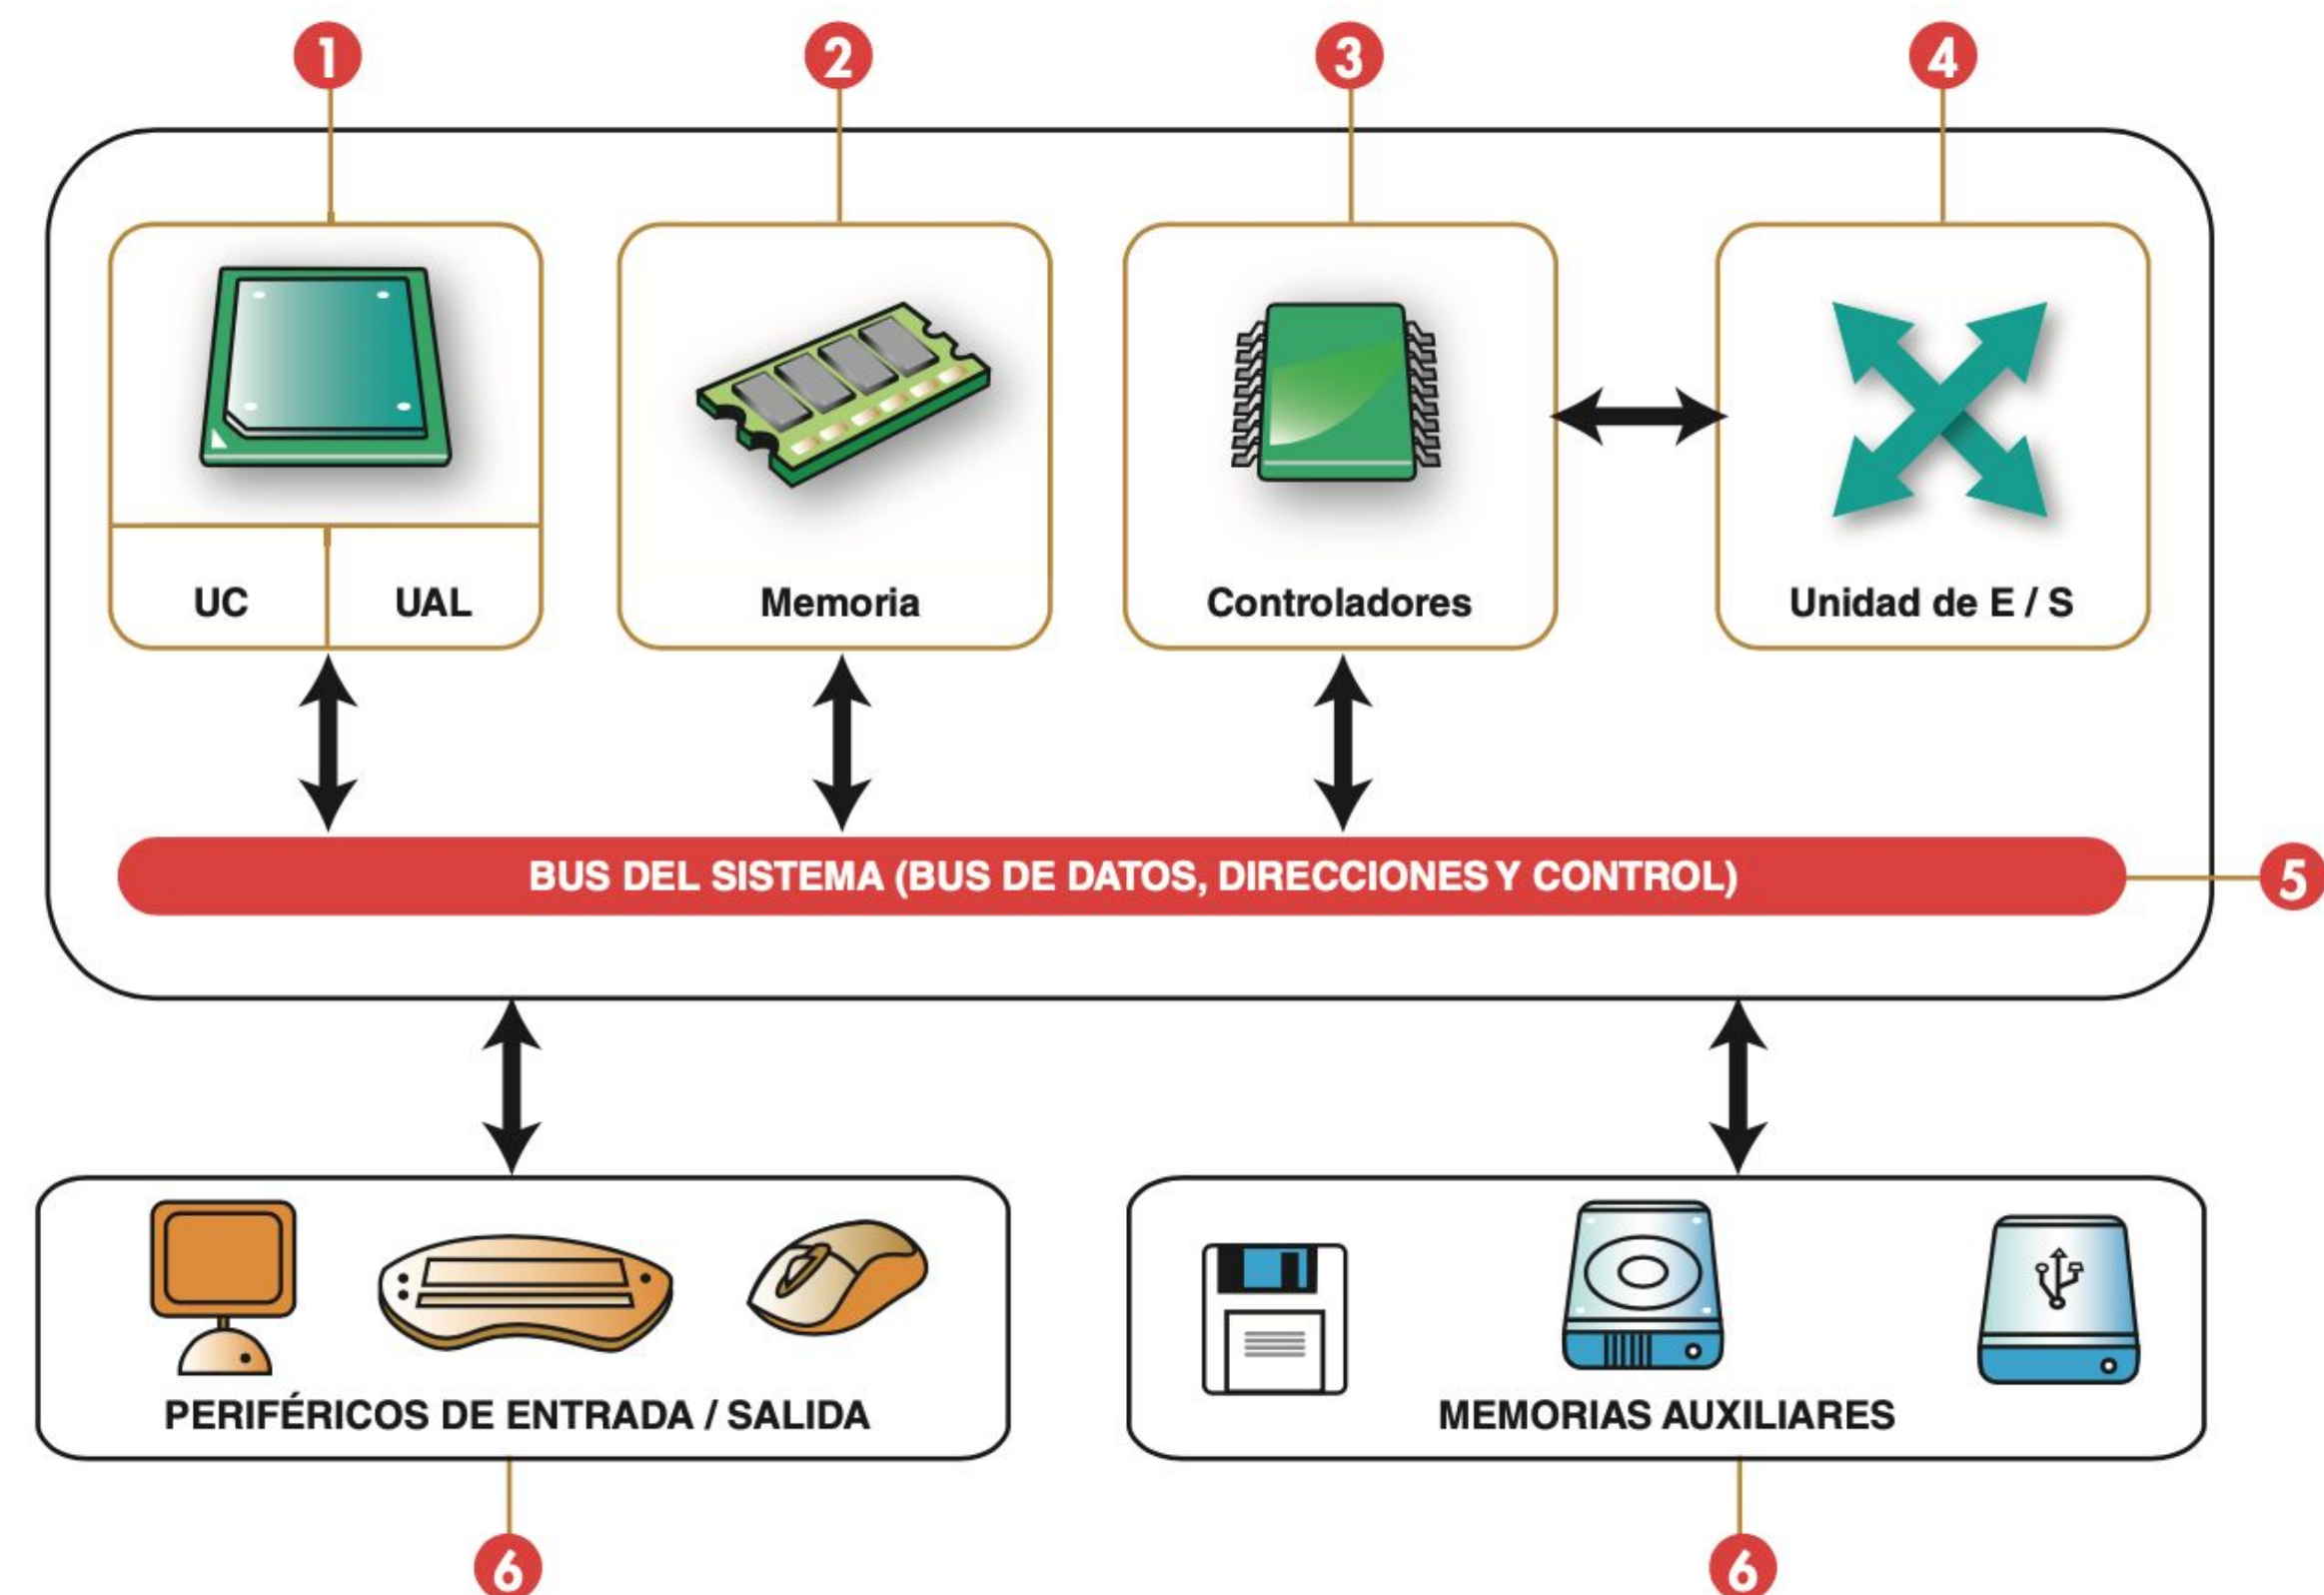 1
2
3
4
UC
UAL
Memoria
Controladores
Unidad de E / S
BUS DEL SISTEMA (BUS DE DATOS, DIRECCIONES Y CONTROL)
5
PERIFÉRICOS DE ENTRADA / SALIDA
MEMORIAS AUXILIARES
6
6